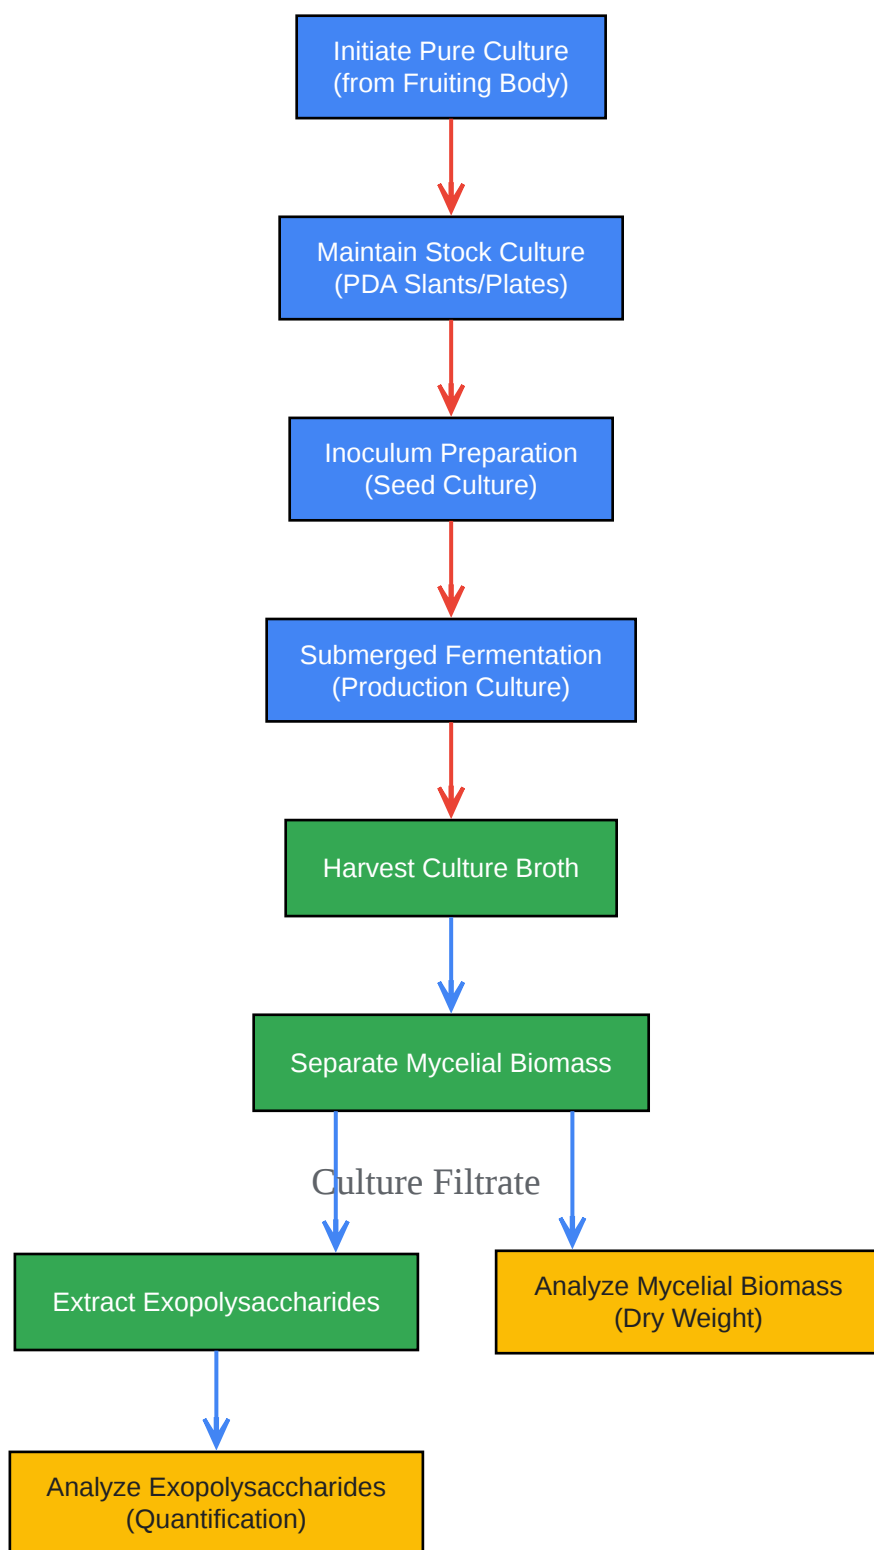 Initiate Pure Culture
(from Fruiting Body)
Maintain Stock Culture
(PDA Slants/Plates)
Inoculum Preparation
(Seed Culture)
Submerged Fermentation
(Production Culture)
Harvest Culture Broth
Separate Mycelial Biomass
Culture Filtrate
Extract Exopolysaccharides
Analyze Mycelial Biomass
(Dry Weight)
Analyze Exopolysaccharides
(Quantification)